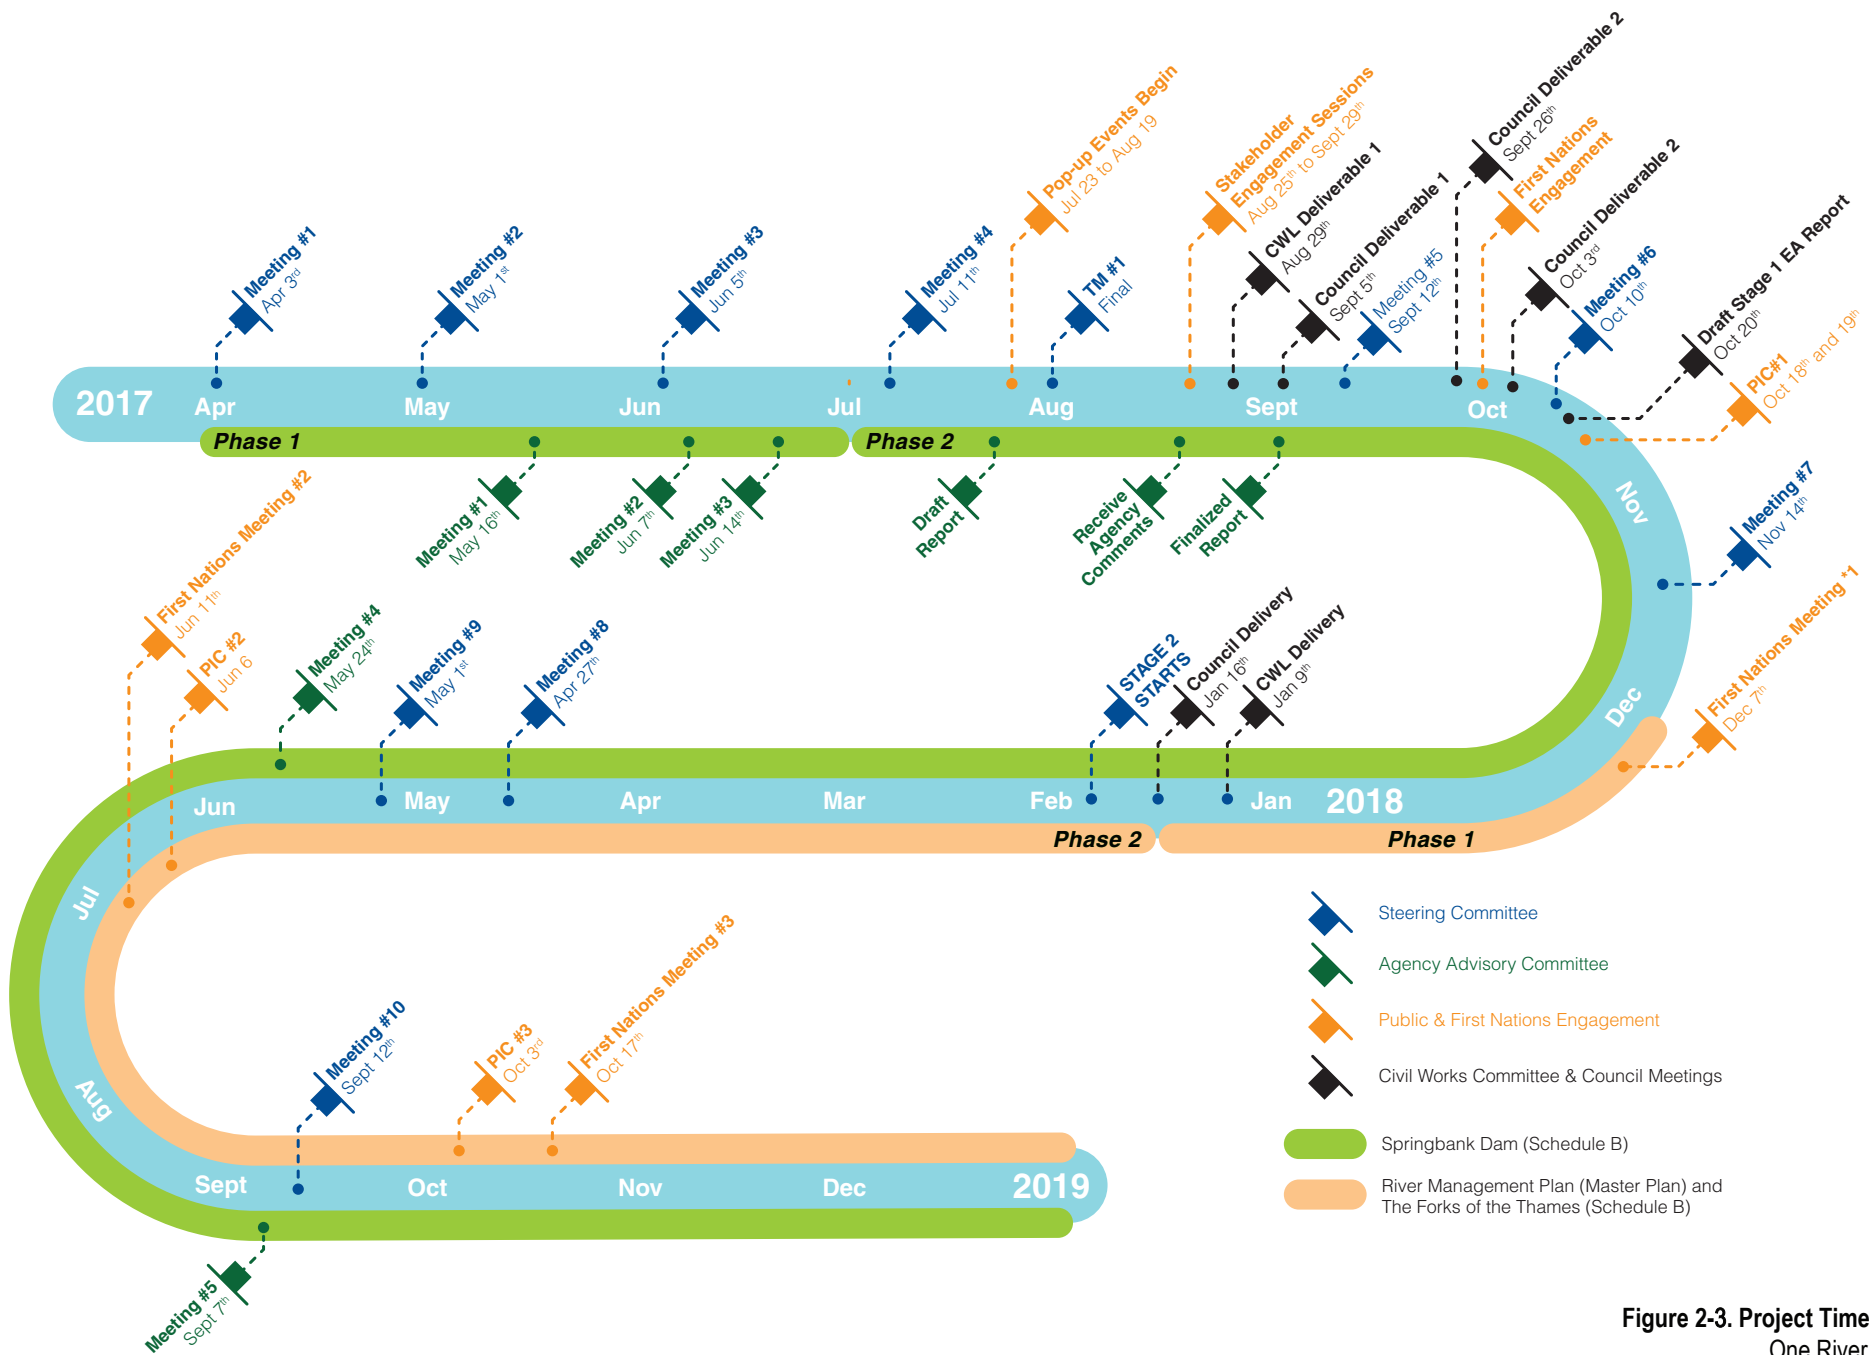 Meeting #1
Apr 3rd
Meeting #2
May 1st
Meeting #3
Jun 5th
Meeting #4
Jul 11th
Pop-up Events Begin
Jul 23 to Aug 19
TM #1
Final
Stakeholder
Engagement Sessions
Aug 25th to Sept 29th
CWL Deliverable 1
Aug 29th
Council Deliverable 1
Sept 5th
Meeting #5
Sept 12th
Council Deliverable 2
Sept 26th
First Nations
Engagement
Council Deliverable 2
Oct 3rd
Meeting #6
Oct 10th
Draft Stage 1 EA Report
Oct 20th
PIC#1
Oct 18th and 19th
2017
Apr
May
Jun
Jul
Aug
Sept
Oct
Nov
Dec
Phase 1
Phase 2
Meeting #1
May 16th
Meeting #2
Jun 7th
Meeting #3
Jun 14th
Draft
Report
Receive
Agency
Comments
Finalized
Report
Meeting #7
Nov 14th
First Nations Meeting *1
Dec 7th
First Nations Meeting #2
Jun 11th
PIC #2
Jun 6
Meeting #4
May 24th
Meeting #9
May 1st
Meeting #8
Apr 27th
STAGE 2
STARTS
Council Delivery
Jan 16th
CWL Delivery
Jan 9th
Jun
May
Apr
Mar
Feb
Jan
2018
Phase 2
Phase 1
Jul
Aug
Meeting #10
Sept 12th
PIC #3
Oct 3rd
First Nations Meeting #3
Oct 17th
Sept
Oct
Nov
Dec
2019
Meeting #5
Sept 7th
Steering Committee
Agency Advisory Committee
Public & First Nations Engagement
Civil Works Committee & Council Meetings
Springbank Dam (Schedule B)
River Management Plan (Master Plan) and
The Forks of the Thames (Schedule B)
Figure 2-3. Project Time
One River